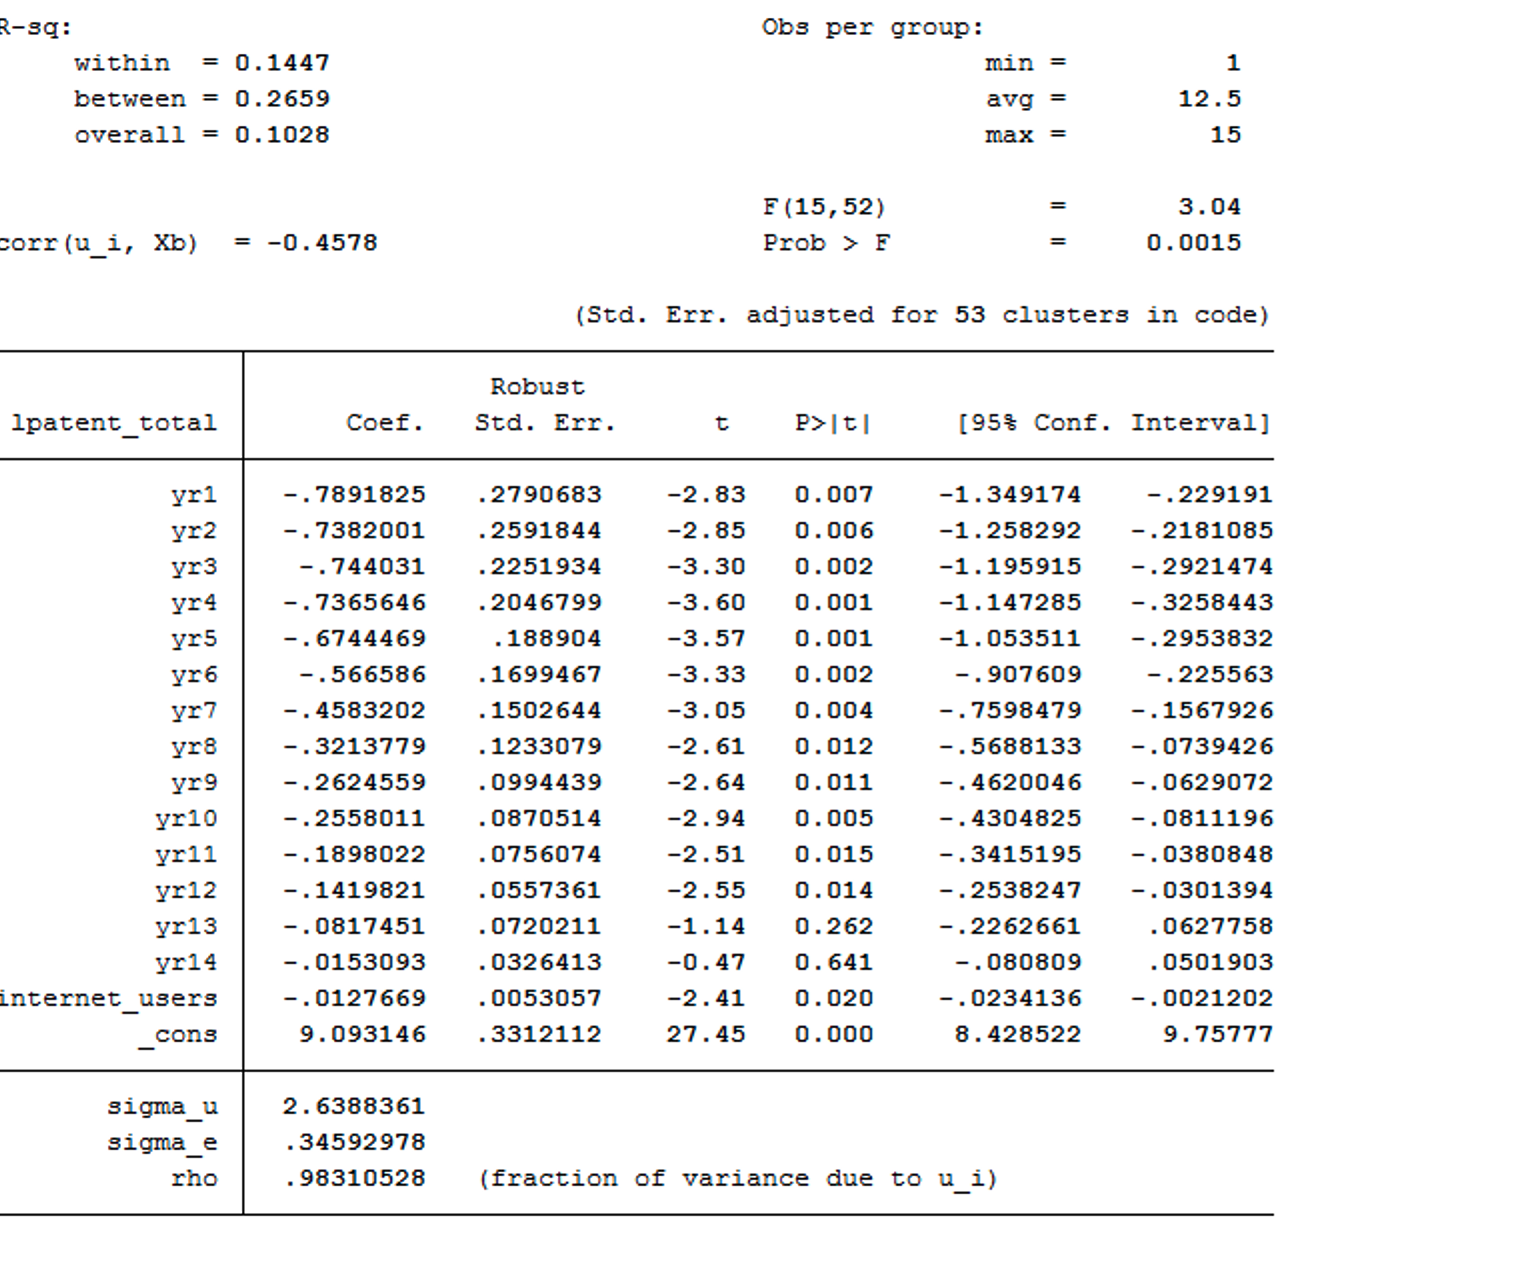 R-sq: Obs per group:
within = 0.1447 min = 1
between = 0.2659 avg = 12.5
overall = 0.1028 max = 15
F(15,52) = 3.04
corr(u_i, Xb) = -0.4578 Prob > F = 0.0015
(Std. Err. adjusted for 53 clusters in code)
Robust
lpatent_total Coef. Std. Err. t P>|t| [95% Conf. Interval]
yr1 -.7891825 .2790683 -2.83 0.007 -1.349174 -.229191
yr2 -.7382001 .2591844 -2.85 0.006 -1.258292 -.2181085
yr3 -.744031 .2251934 -3.30 0.002 -1.195915 -.2921474
yr4 -.7365646 .2046799 -3.60 0.001 -1.147285 -.3258443
yr5 -.6744469 .188904 -3.57 0.001 -1.053511 -.2953832
yr6 -.566586 .1699467 -3.33 0.002 -.907609 -.225563
yr7 -.4583202 .1502644 -3.05 0.004 -.7598479 -.1567926
yr8 -.3213779 .1233079 -2.61 0.012 -.5688133 -.0739426
yr9 -.2624559 .0994439 -2.64 0.011 -.4620046 -.0629072
yr10 -.2558011 .0870514 -2.94 0.005 -.4304825 -.0811196
yr11 -.1898022 .0756074 -2.51 0.015 -.3415195 -.0380848
yr12 -.1419821 .0557361 -2.55 0.014 -.2538247 -.0301394
yr13 -.0817451 .0720211 -1.14 0.262 -.2262661 .0627758
yr14 -.0153093 .0326413 -0.47 0.641 -.080809 .0501903
internet_users -.0127669 .0053057 -2.41 0.020 -.0234136 -.0021202
_cons 9.093146 .3312112 27.45 0.000 8.428522 9.75777
sigma_u 2.6388361
sigma_e .34592978
rho .98310528 (fraction of variance due to u_i)